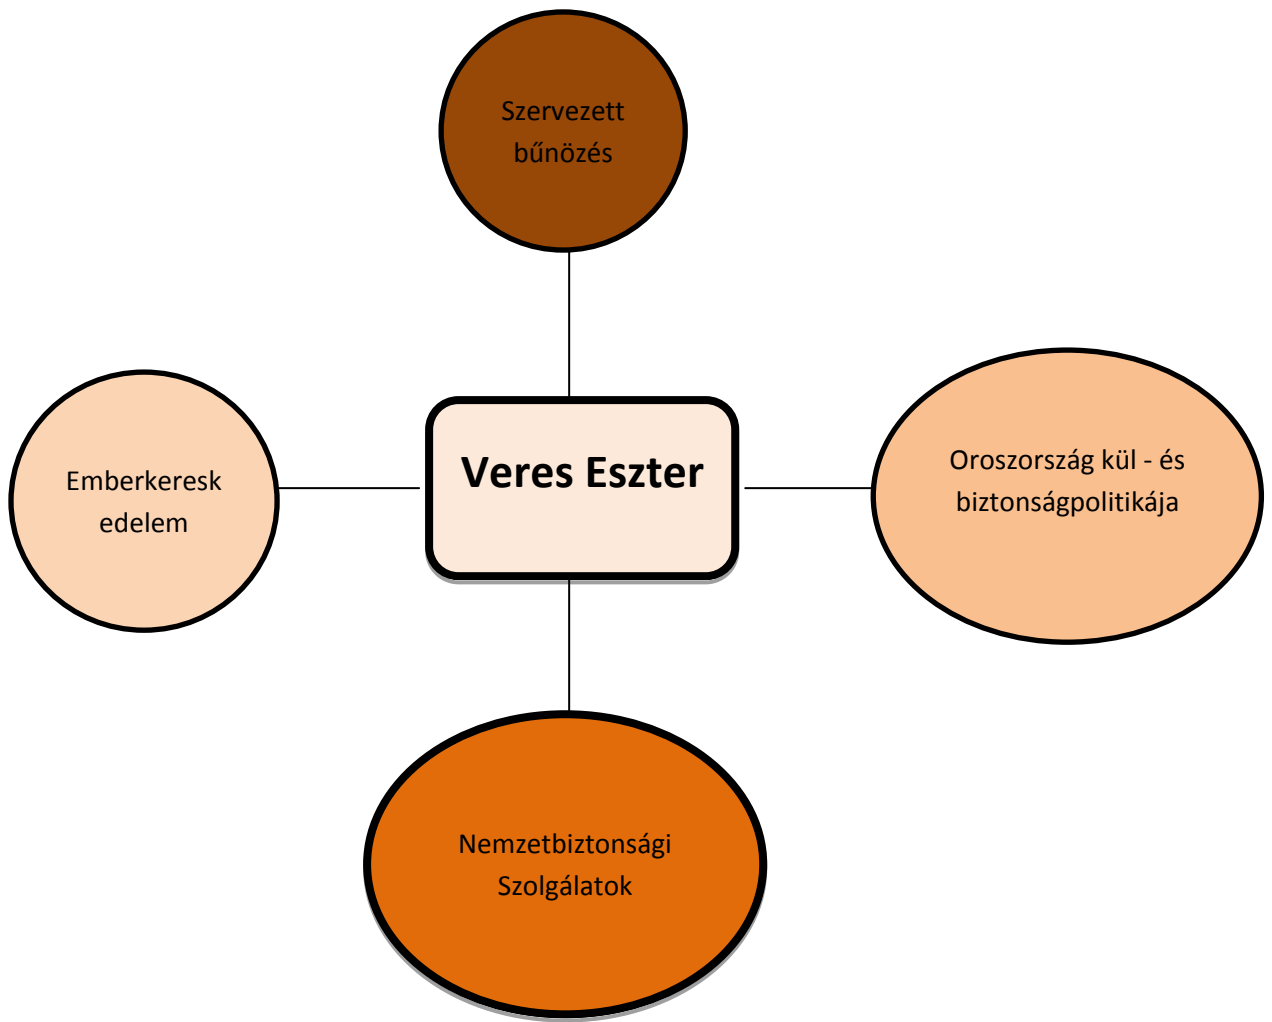 Szervezett
bűnözés
Emberkeresk
edelem
Veres Eszter
Oroszország kül - és
biztonságpolitikája
Nemzetbiztonsági
Szolgálatok